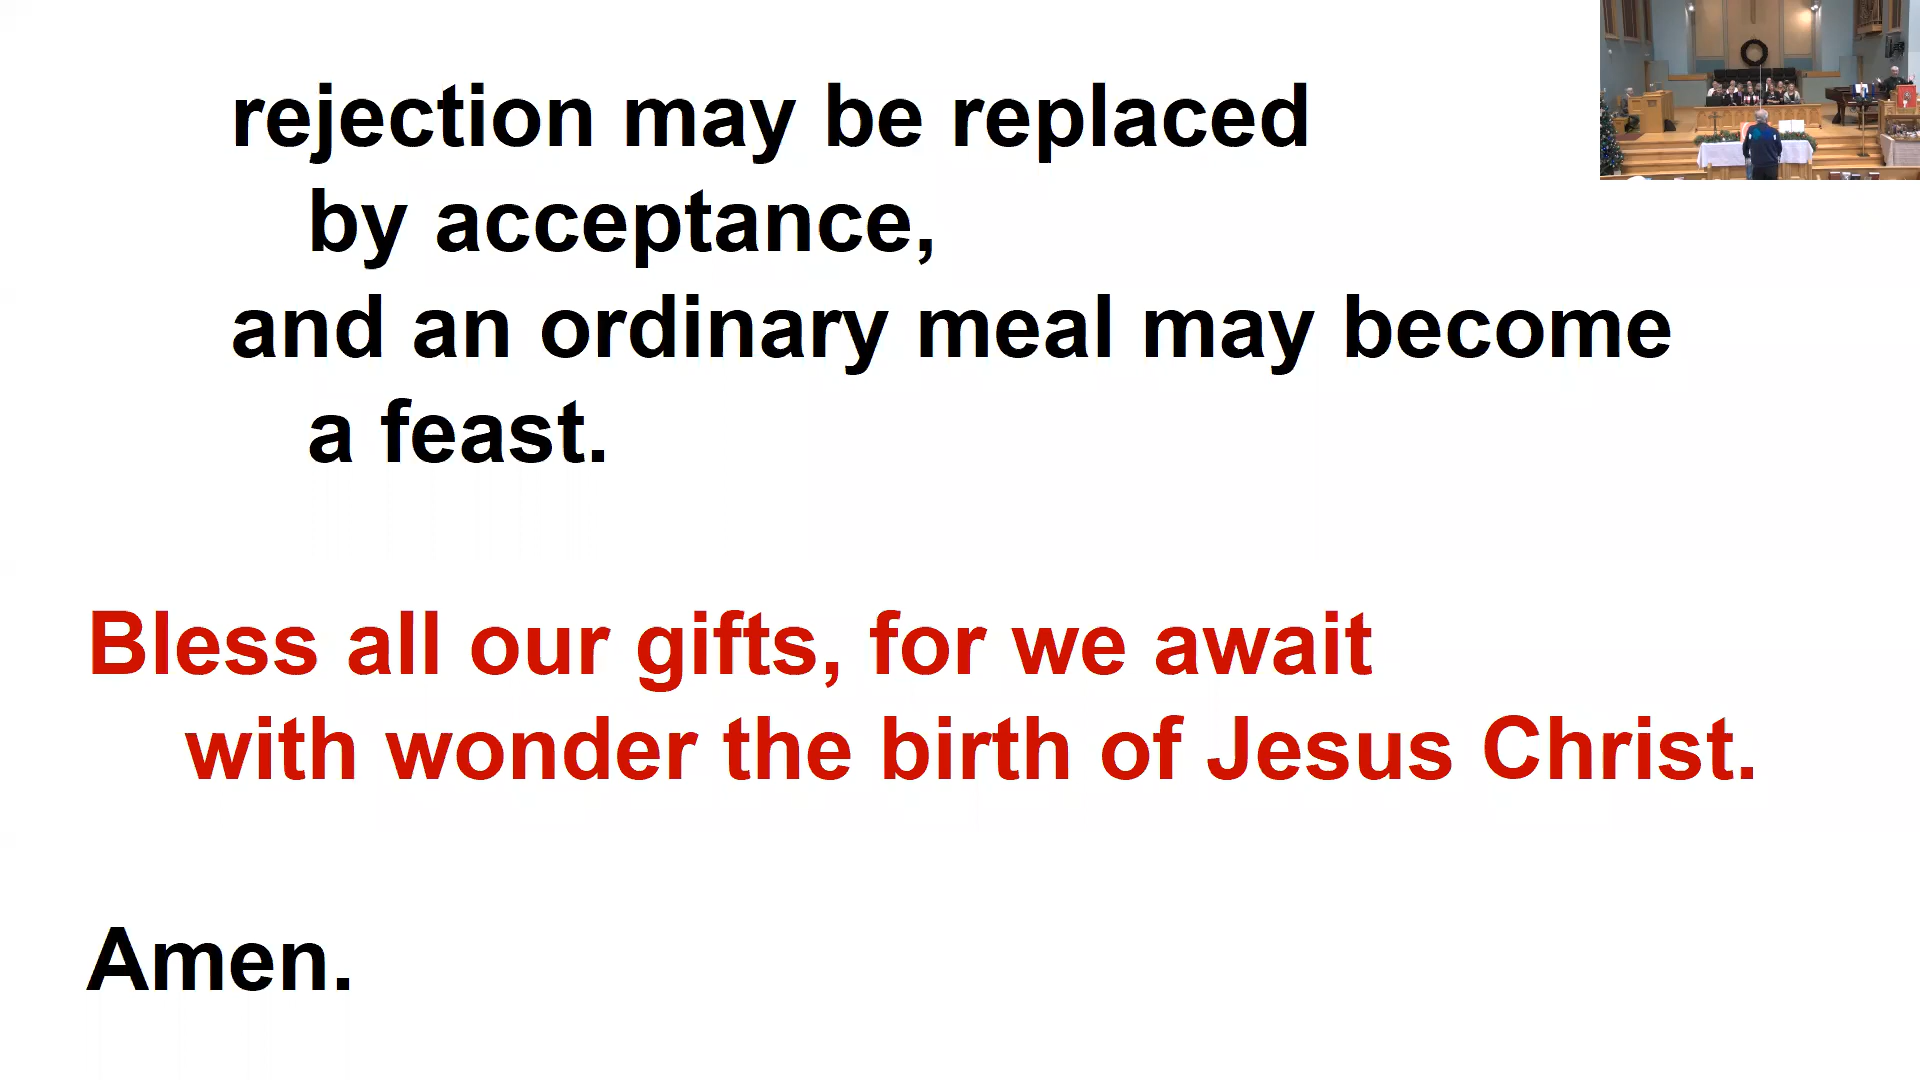 rejection may be replaced
by acceptance,
and an ordinary meal may become
a feast.
Bless all our gifts, for we await
with wonder the birth of Jesus Christ.
Amen.